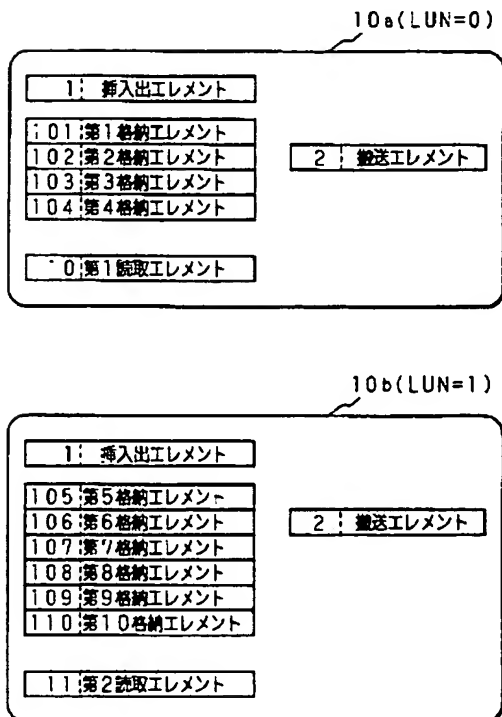 10a(LUN=0)
1 挿入出エレメント
101 第1格納エレメント
102 第2格納エレメント
103 第3格納エレメント
104 第4格納エレメント
2 搬送エレメント
10 第1読取エレメント
10b(LUN=1)
1 挿入出エレメント
105 第5格納エレメント
106 第6格納エレメント
107 第7格納エレメント
108 第8格納エレメント
109 第9格納エレメント
110 第10格納エレメント
2 搬送エレメント
11 第2読取エレメント